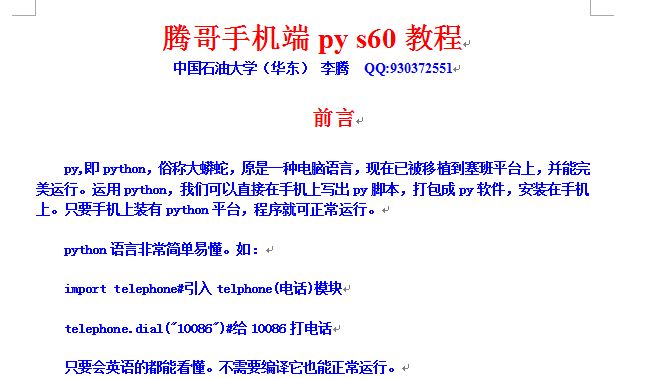 腾哥手机端 py s60 教程
中国石油大学（华东） 李腾 QQ:930372551
前言
py,即 python，俗称大蟒蛇，原是一种电脑语言，现在已被移植到塞班平台上，并能完
美运行。运用 python，我们可以直接在手机上写出 py 脚本，打包成 py 软件，安装在手机
上。只要手机上装有 python 平台，程序就可正常运行。
python 语言非常简单易懂。如：
import telephone#引入 telphone(电话)模块
telephone.dial("10086")#给 10086 打电话
只要会英语的都能看懂。不需要编译它也能正常运行。